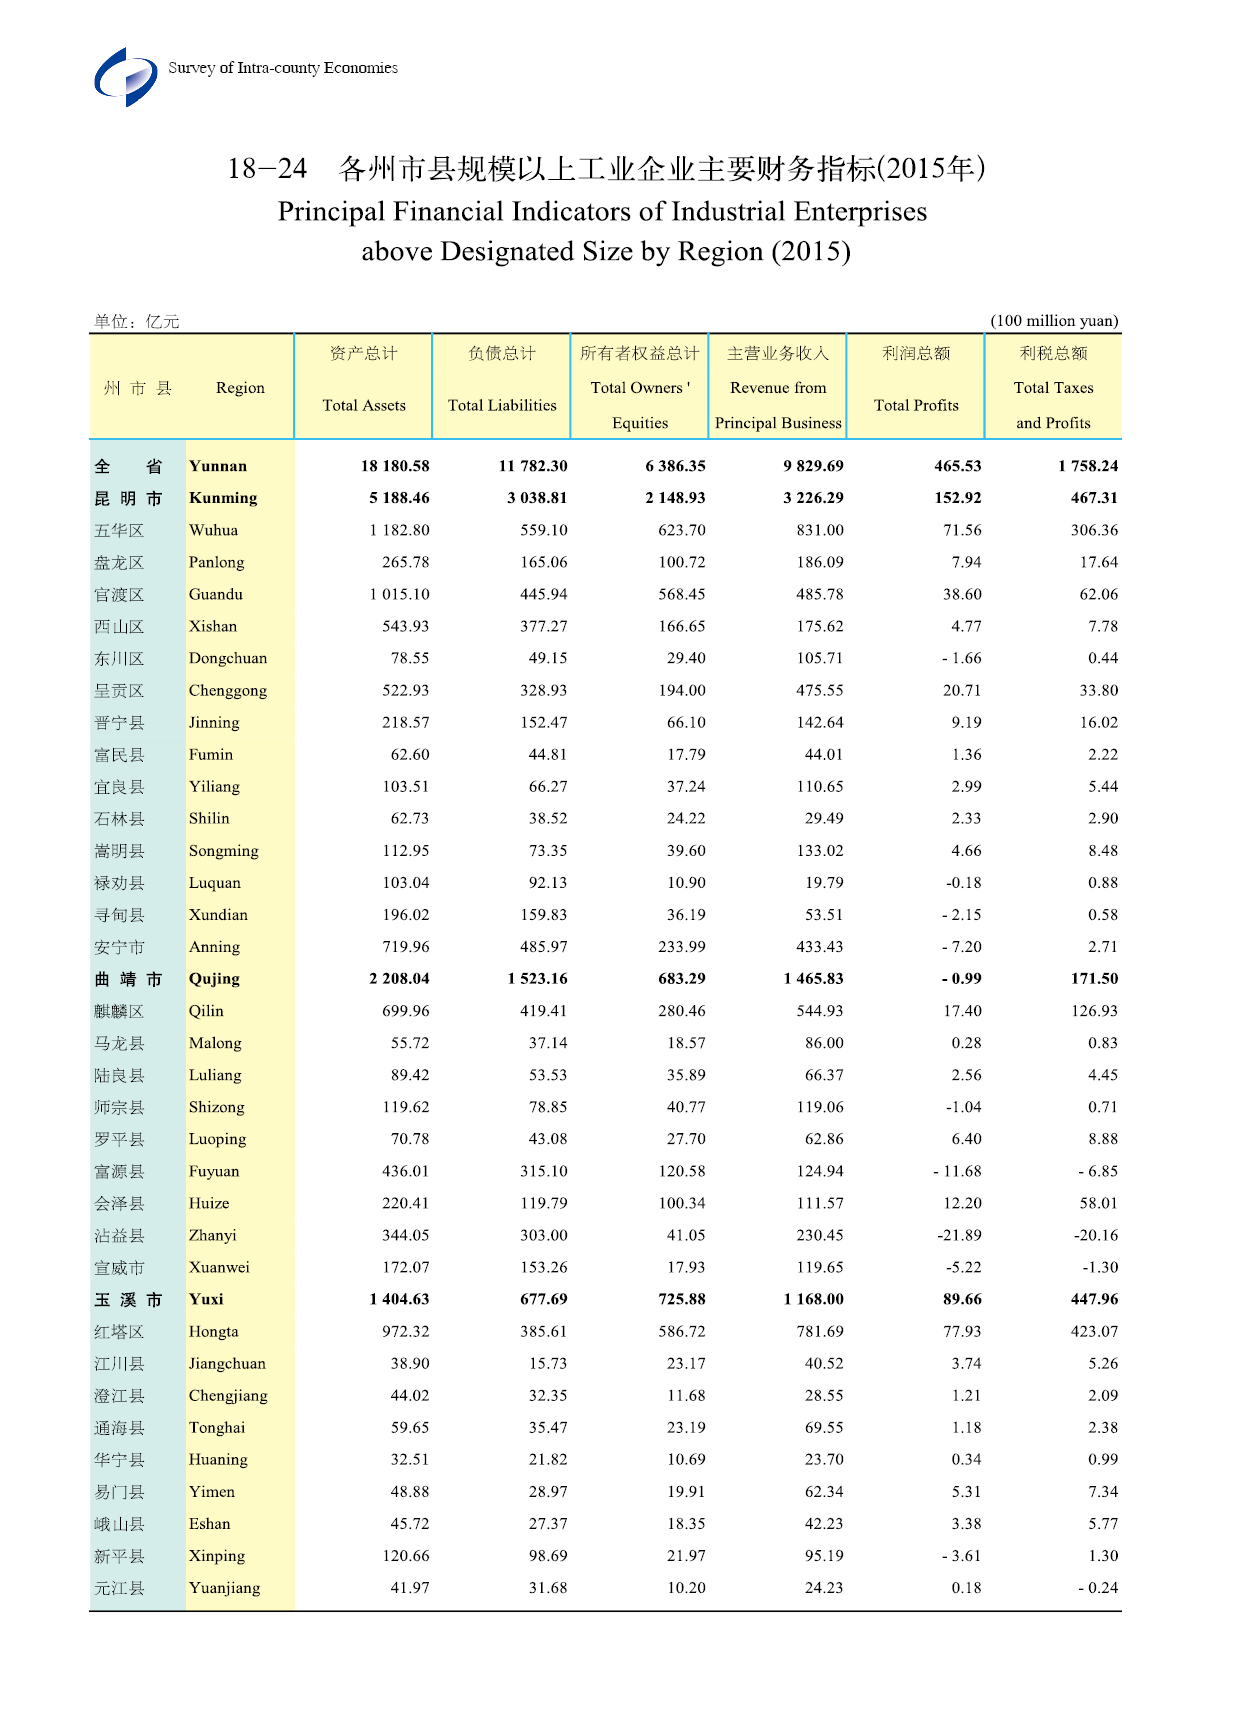 Survey of Intra-county Economies
18-24 各州市县规模以上工业企业主要财务指标(2015年)
Principal Financial Indicators of Industrial Enterprises
above Designated Size by Region (2015)
单位：亿元 (100 million yuan)
州 市 县 Region 资产总计 Total Assets 负债总计 Total Liabilities 所有者权益总计 Total Owners ' Equities 主营业务收入 Revenue from Principal Business 利润总额 Total Profits 利税总额 Total Taxes and Profits
全 省 Yunnan 18 180.58 11 782.30 6 386.35 9 829.69 465.53 1 758.24
昆 明 市 Kunming 5 188.46 3 038.81 2 148.93 3 226.29 152.92 467.31
五华区 Wuhua 1 182.80 559.10 623.70 831.00 71.56 306.36
盘龙区 Panlong 265.78 165.06 100.72 186.09 7.94 17.64
官渡区 Guandu 1 015.10 445.94 568.45 485.78 38.60 62.06
西山区 Xishan 543.93 377.27 166.65 175.62 4.77 7.78
东川区 Dongchuan 78.55 49.15 29.40 105.71 - 1.66 0.44
呈贡区 Chenggong 522.93 328.93 194.00 475.55 20.71 33.80
晋宁县 Jinning 218.57 152.47 66.10 142.64 9.19 16.02
富民县 Fumin 62.60 44.81 17.79 44.01 1.36 2.22
宜良县 Yiliang 103.51 66.27 37.24 110.65 2.99 5.44
石林县 Shilin 62.73 38.52 24.22 29.49 2.33 2.90
嵩明县 Songming 112.95 73.35 39.60 133.02 4.66 8.48
禄劝县 Luquan 103.04 92.13 10.90 19.79 -0.18 0.88
寻甸县 Xundian 196.02 159.83 36.19 53.51 - 2.15 0.58
安宁市 Anning 719.96 485.97 233.99 433.43 - 7.20 2.71
曲 靖 市 Qujing 2 208.04 1 523.16 683.29 1 465.83 - 0.99 171.50
麒麟区 Qilin 699.96 419.41 280.46 544.93 17.40 126.93
马龙县 Malong 55.72 37.14 18.57 86.00 0.28 0.83
陆良县 Luliang 89.42 53.53 35.89 66.37 2.56 4.45
师宗县 Shizong 119.62 78.85 40.77 119.06 -1.04 0.71
罗平县 Luoping 70.78 43.08 27.70 62.86 6.40 8.88
富源县 Fuyuan 436.01 315.10 120.58 124.94 - 11.68 - 6.85
会泽县 Huize 220.41 119.79 100.34 111.57 12.20 58.01
沾益县 Zhanyi 344.05 303.00 41.05 230.45 -21.89 -20.16
宣威市 Xuanwei 172.07 153.26 17.93 119.65 -5.22 -1.30
玉 溪 市 Yuxi 1 404.63 677.69 725.88 1 168.00 89.66 447.96
红塔区 Hongta 972.32 385.61 586.72 781.69 77.93 423.07
江川县 Jiangchuan 38.90 15.73 23.17 40.52 3.74 5.26
澄江县 Chengjiang 44.02 32.35 11.68 28.55 1.21 2.09
通海县 Tonghai 59.65 35.47 23.19 69.55 1.18 2.38
华宁县 Huaning 32.51 21.82 10.69 23.70 0.34 0.99
易门县 Yimen 48.88 28.97 19.91 62.34 5.31 7.34
峨山县 Eshan 45.72 27.37 18.35 42.23 3.38 5.77
新平县 Xinping 120.66 98.69 21.97 95.19 - 3.61 1.30
元江县 Yuanjiang 41.97 31.68 10.20 24.23 0.18 - 0.24